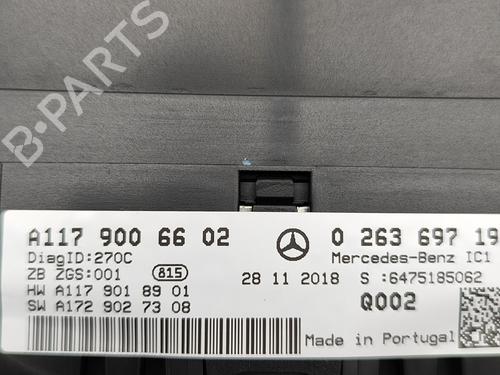 A117 900 66 02
0 263 697 19
DiagID:270C
Mercedes-Benz IC1
ZB ZGS:001 815
28 11 2018 S :6475185062
HW A117 901 89 01
SW A172 902 73 08
Q002
Made in Portugal
B-PARTS